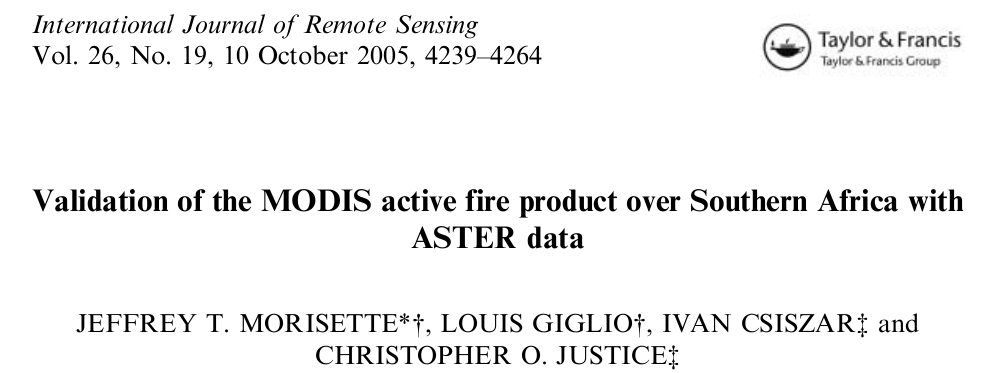 International Journal of Remote Sensing
Vol. 26, No. 19, 10 October 2005, 4239–4264
Taylor & Francis
Taylor & Francis Group
Validation of the MODIS active fire product over Southern Africa with
ASTER data
JEFFREY T. MORISETTE*†, LOUIS GIGLIO†, IVAN CSISZAR‡ and
CHRISTOPHER O. JUSTICE‡